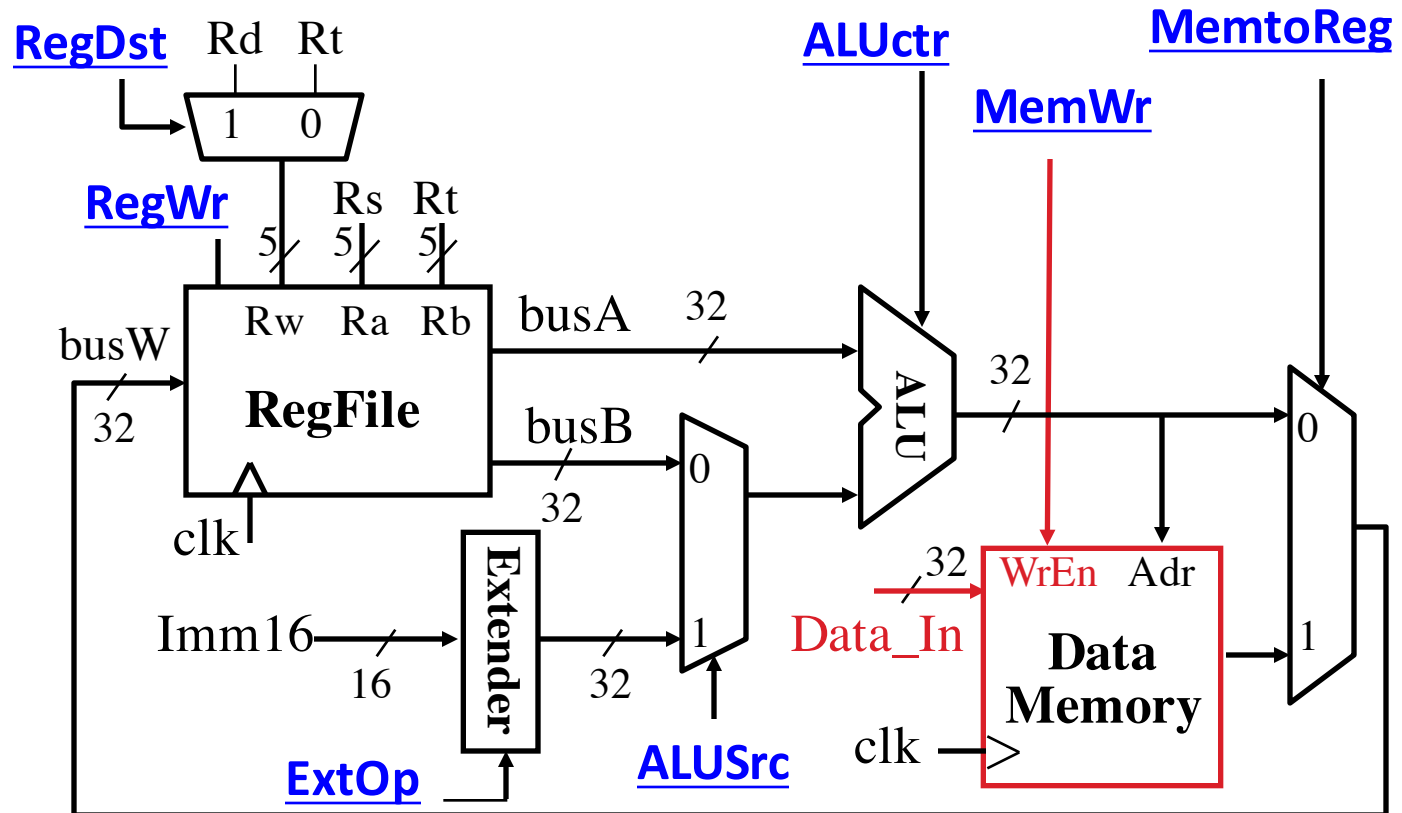 RegDst
Rd Rt
ALUctr
MemtoReg
MemWr
1 0
RegWr
Rs Rt
5 5 5
Rw Ra Rb
busW
32
RegFile
clk
busA
32
busB
32
0
1
ALU
32
0
1
Imm16
16
Extender
32
ExtOp
ALUSrc
32
Data_In
WrEn Adr
Data
Memory
clk